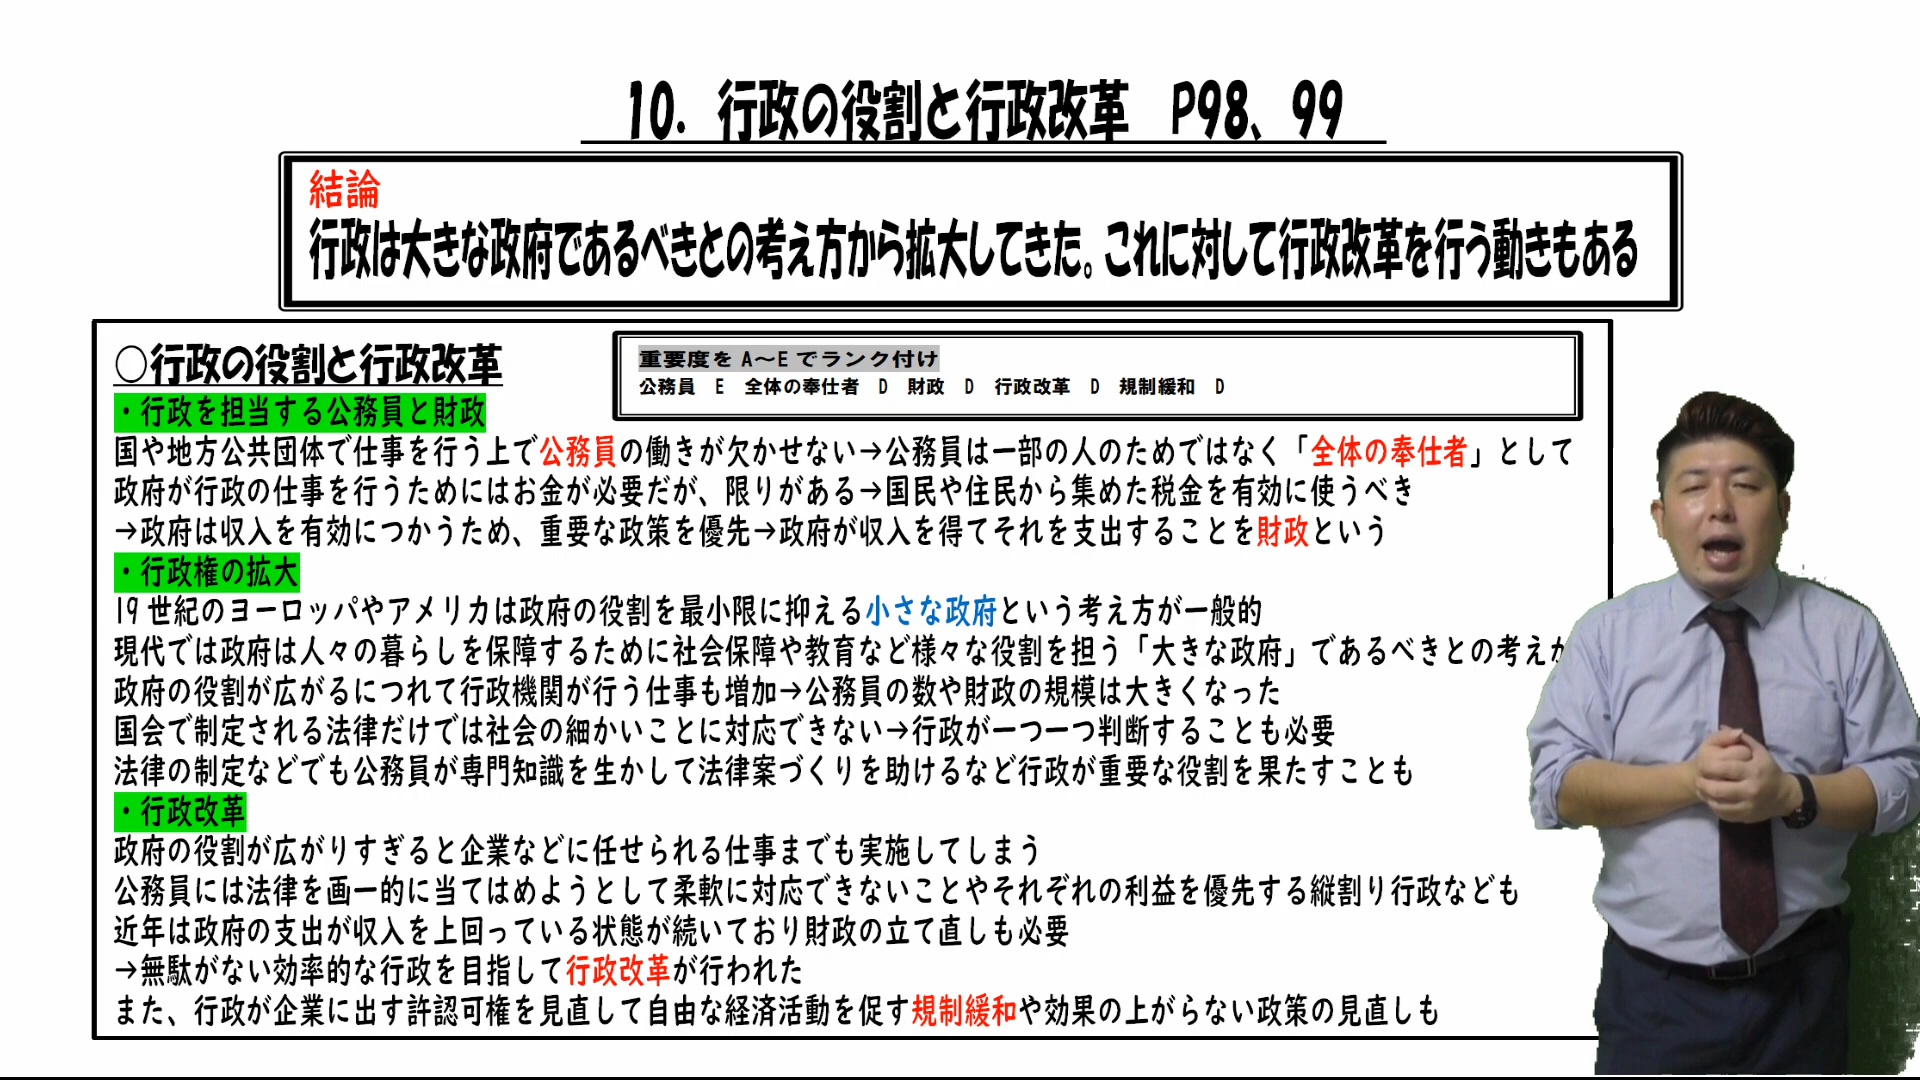 10. 行政の役割と行政改革　P98、99
結論
行政は大きな政府であるべきとの考え方から拡大してきた。これに対して行政改革を行う動きもある
○行政の役割と行政改革
重要度を A～E でランク付け
公務員　E　全体の奉仕者　D　財政　D　行政改革　D　規制緩和　D
・行政を担当する公務員と財政
国や地方公共団体で仕事を行う上で公務員の働きが欠かせない→公務員は一部の人のためではなく「全体の奉仕者」として
政府が行政の仕事を行うためにはお金が必要だが、限りがある→国民や住民から集めた税金を有効に使うべき
→政府は収入を有効につかうため、重要な政策を優先→政府が収入を得てそれを支出することを財政という
・行政権の拡大
19世紀のヨーロッパやアメリカは政府の役割を最小限に抑える小さな政府という考え方が一般的
現代では政府は人々の暮らしを保障するために社会保障や教育など様々な役割を担う「大きな政府」であるべきとの考え
政府の役割が広がるにつれて行政機関が行う仕事も増加→公務員の数や財政の規模は大きくなった
国会で制定される法律だけでは社会の細かいことに対応できない→行政が一つ一つ判断することも必要
法律の制定などでも公務員が専門知識を生かして法律案づくりを助けるなど行政が重要な役割を果たすことも
・行政改革
政府の役割が広がりすぎると企業などに任せられる仕事までも実施してしまう
公務員には法律を画一的に当てはめようとして柔軟に対応できないことやそれぞれの利益を優先する縦割り行政なども
近年は政府の支出が収入を上回っている状態が続いており財政の立て直しも必要
→無駄がない効率的な行政を目指して行政改革が行われた
また、行政が企業に出す許認可権を見直して自由な経済活動を促す規制緩和や効果の上がらない政策の見直しも